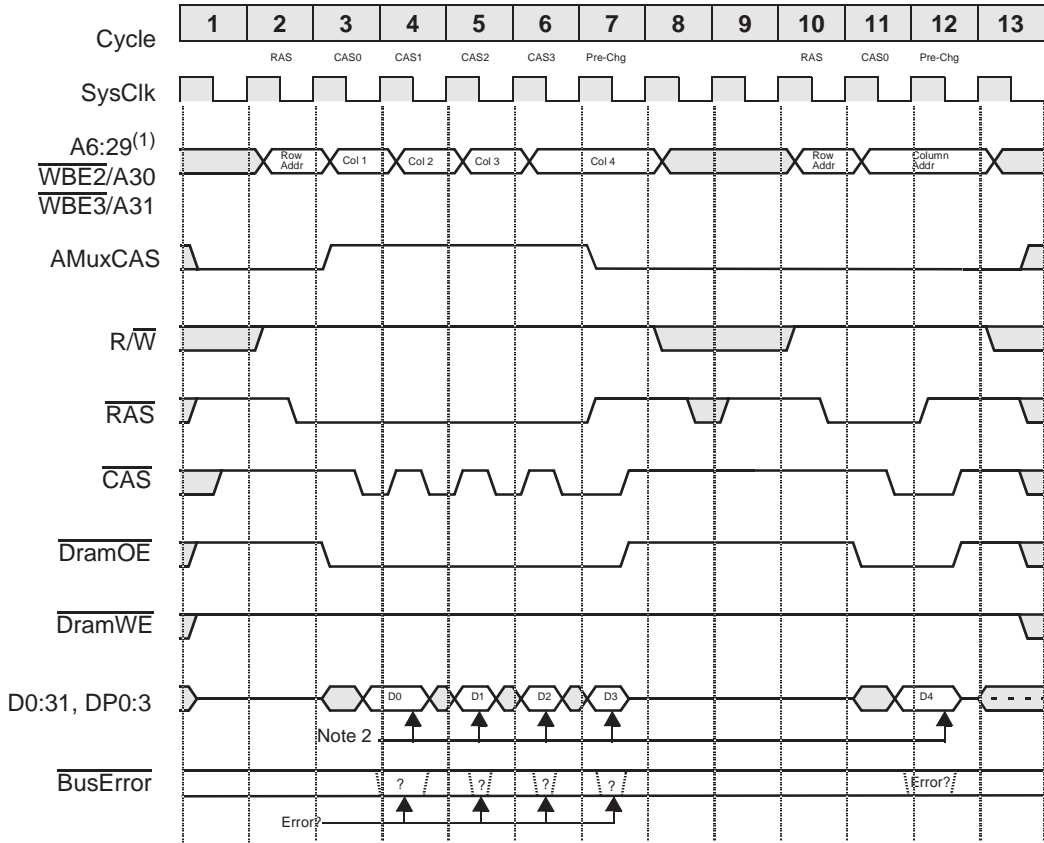 Cycle 1 2 3 4 5 6 7 8 9 10 11 12 13
RAS CAS0 CAS1 CAS2 CAS3 Pre-Chg RAS CAS0 Pre-Chg
SysClk
A6:29(1)
WBE2/A30
WBE3/A31
Row Addr Col 1 Col 2 Col 3 Col 4 Row Addr Column Addr
AMuxCAS
R/W
RAS
CAS
DramOE
DramWE
D0:31, DP0:3 D0 D1 D2 D3 D4
Note 2
BusError ? ? ? ? Error?
Error?